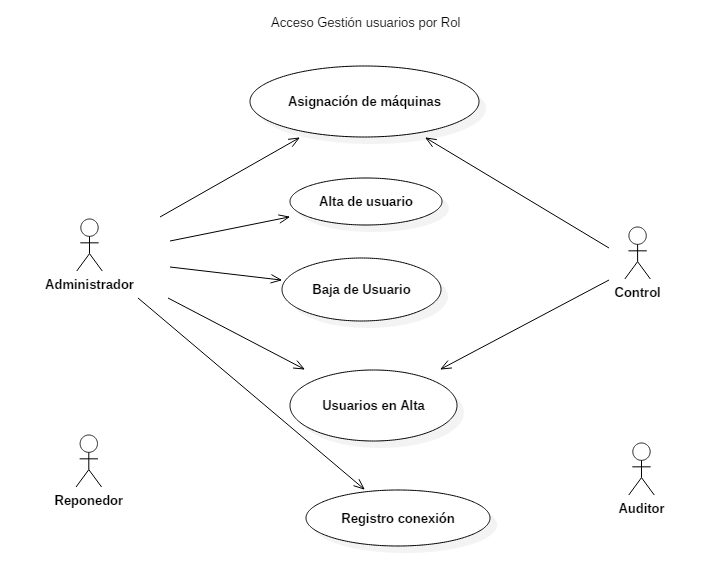 Acceso Gestión usuarios por Rol
Asignación de máquinas
Alta de usuario
Administrador
Baja de Usuario
Control
Usuarios en Alta
Reponedor
Auditor
Registro conexión